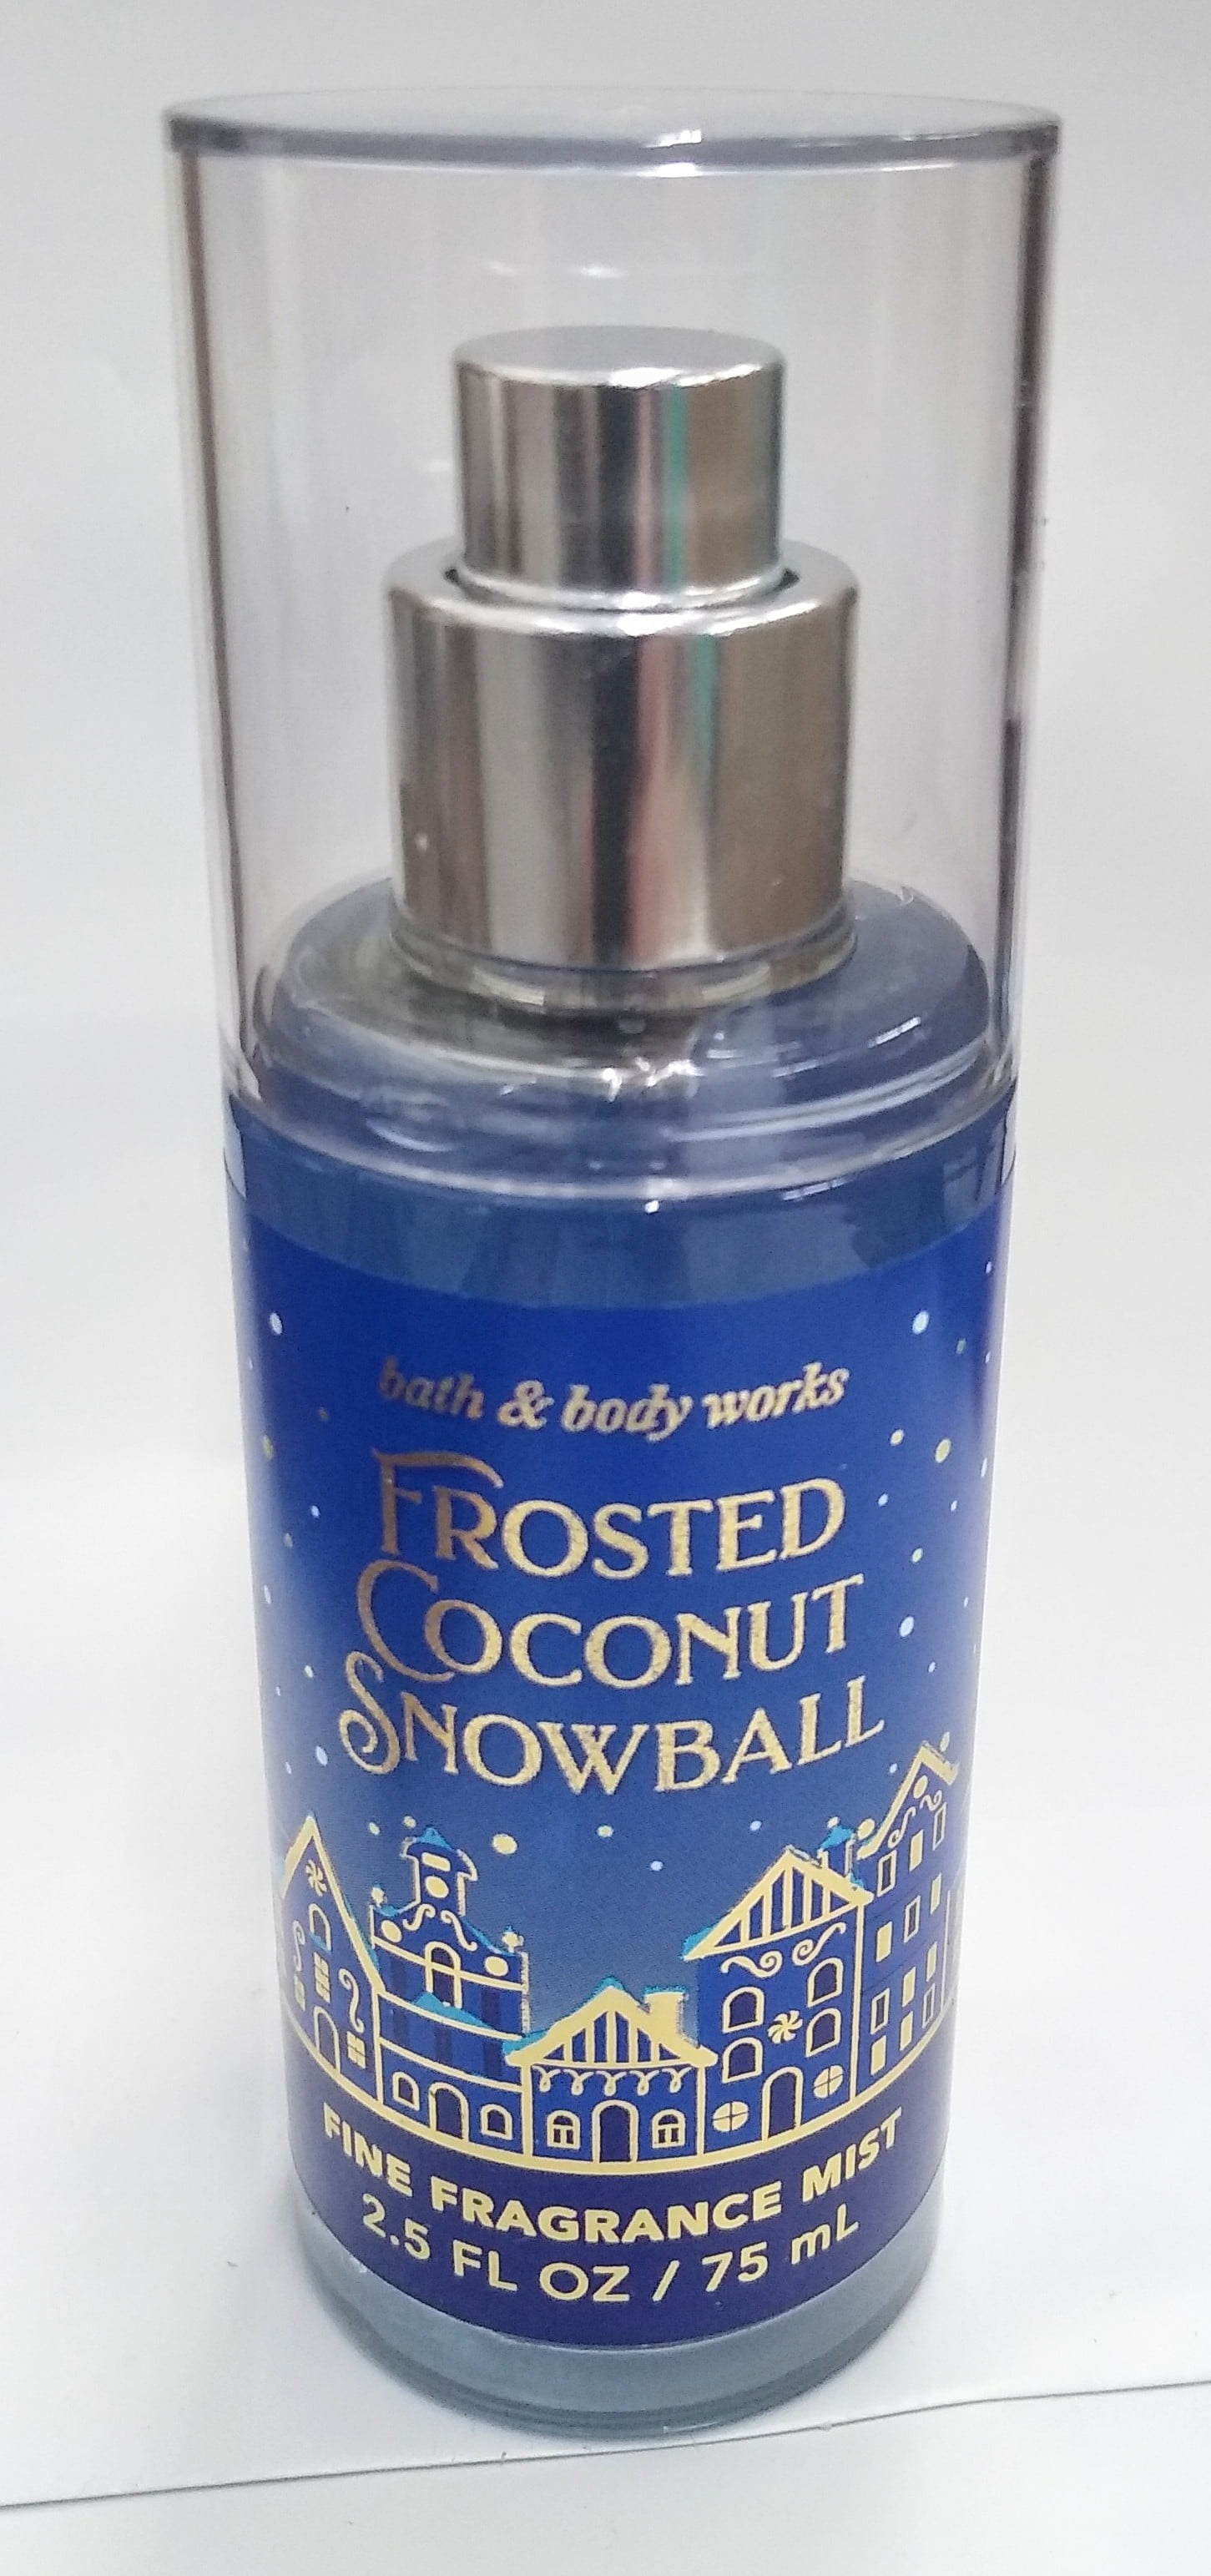 bath & body works
FROSTED
COCONUT
SNOWBALL
FINE FRAGRANCE MIST
2.5 FL OZ / 75 mL